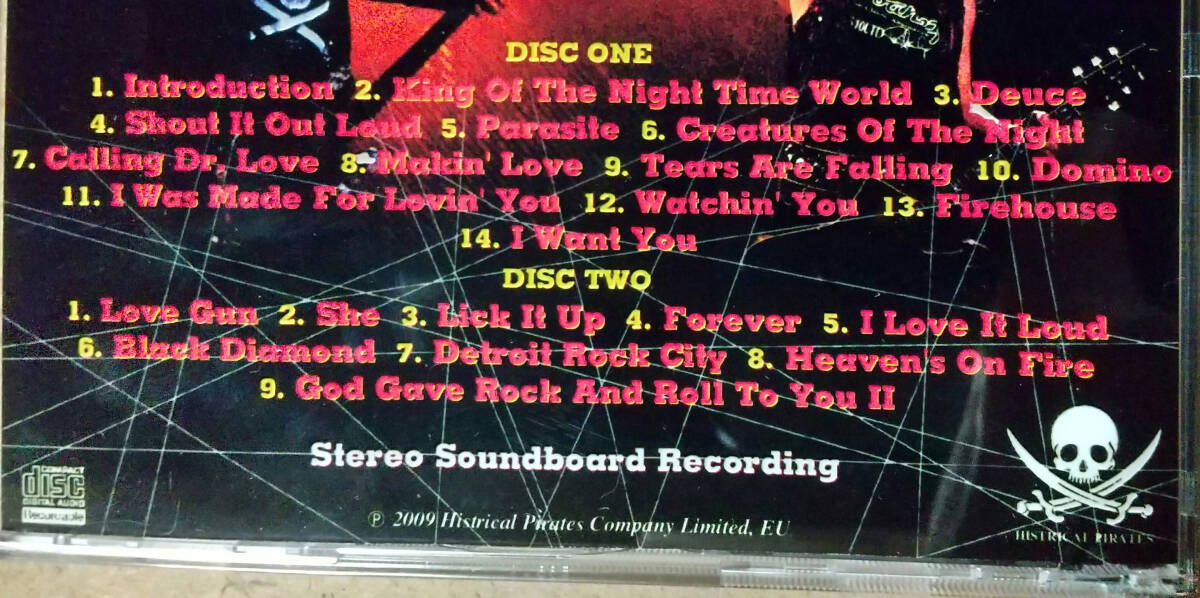 10LTD
DISC ONE
1. Introduction 2. King Of The Night Time World 3. Deuce
4. Shout It Out Loud 5. Parasite 6. Creatures Of The Night
7. Calling Dr. Love 8. Makin' Love 9. Tears Are Falling 10. Domino
11. I Was Made For Lovin' You 12. Watchin' You 13. Firehouse
14. I Want You
DISC TWO
1. Love Gun 2. She 3. Lick It Up 4. Forever 5. I Love It Loud
6. Black Diamond 7. Detroit Rock City 8. Heaven's On Fire
9. God Gave Rock And Roll To You II
Stereo Soundboard Recording
COMPACT
disc
DIGITAL AUDIO
Recordable
℗ 2009 Histrical Pirates Company Limited, EU
HISTRICAL PIRATES